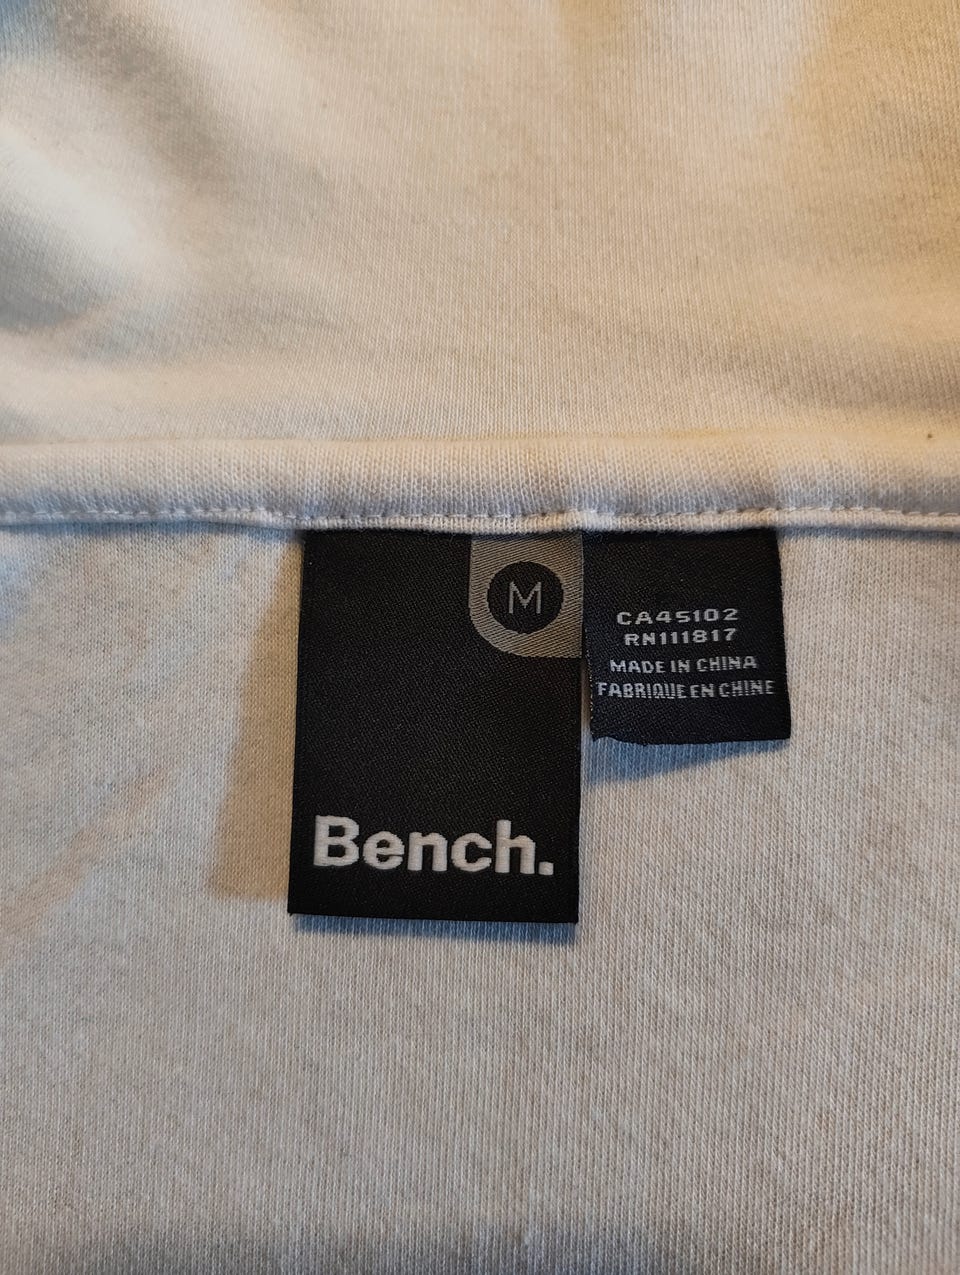 M
Bench.
CA45102
RN111817
MADE IN CHINA
FABRIQUE EN CHINE